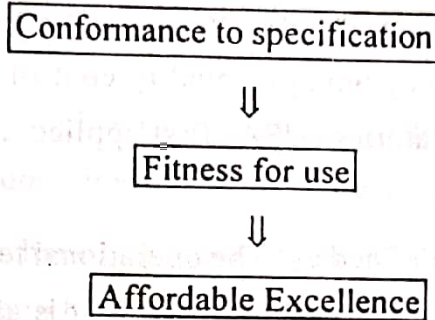 Conformance to specification
⇓
Fitness for use
⇓
Affordable Excellence